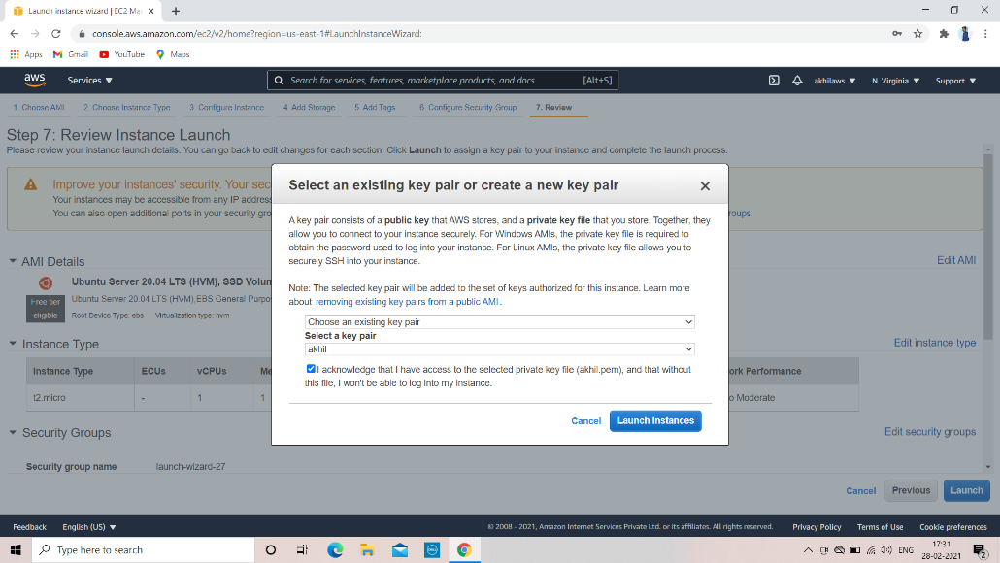 Launch instance wizard | EC2 Ma
console.aws.amazon.com/ec2/v2/home?region=us-east-1#LaunchInstanceWizard:
Apps Gmail YouTube Maps
aws Services Search for services, features, marketplace products, and docs [Alt+S] akhilaws N. Virginia Support
1. Choose AMI 2. Choose Instance Type 3. Configure Instance 4. Add Storage 5. Add Tags 6. Configure Security Group 7. Review
Step 7: Review Instance Launch
Please review your instance launch details. You can go back to edit changes for each section. Click Launch to assign a key pair to your instance and complete the launch process.
Improve your instances' security. Your sec
Your instances may be accessible from any IP address
You can also open additional ports in your security gro
roups
AMI Details
Edit AMI
Ubuntu Server 20.04 LTS (HVM), SSD Volum
Free tier eligible
Ubuntu Server 20.04 LTS (HVM),EBS General Purpo
Root Device Type: ebs Virtualization type: hvm
Instance Type
Edit instance type
Instance Type ECUs vCPUs Me ork Performance
t2.micro - 1 1 o Moderate
Security Groups
Edit security groups
Security group name launch-wizard-27
Select an existing key pair or create a new key pair
A key pair consists of a public key that AWS stores, and a private key file that you store. Together, they
allow you to connect to your instance securely. For Windows AMIs, the private key file is required to
obtain the password used to log into your instance. For Linux AMIs, the private key file allows you to
securely SSH into your instance.
Note: The selected key pair will be added to the set of keys authorized for this instance. Learn more
about removing existing key pairs from a public AMI.
Choose an existing key pair
Select a key pair
akhil
I acknowledge that I have access to the selected private key file (akhil.pem), and that without
this file, I won't be able to log into my instance.
Cancel Launch Instances
Cancel Previous Launch
Feedback English (US) © 2008 - 2021, Amazon Internet Services Private Ltd. or its affiliates. All rights reserved. Privacy Policy Terms of Use Cookie preferences
Type here to search
ENG
17:31
28-02-2021
2